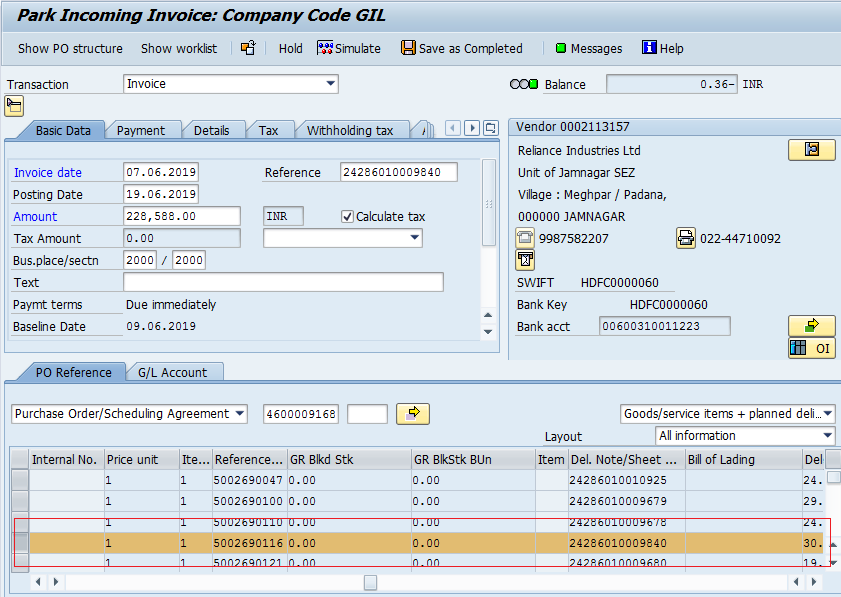 Park Incoming Invoice: Company Code GIL
Show PO structure Show worklist Hold Simulate Save as Completed Messages Help
Transaction Invoice Balance 0.36- INR
Basic Data Payment Details Tax Withholding tax
Invoice date 07.06.2019 Reference 24286010009840
Posting Date 19.06.2019
Amount 228,588.00 INR Calculate tax
Tax Amount 0.00
Bus.place/sectn 2000 / 2000
Text
Paymt terms Due immediately
Baseline Date 09.06.2019
Vendor 0002113157
Reliance Industries Ltd
Unit of Jamnagar SEZ
Village : Meghpar / Padana,
000000 JAMNAGAR
9987582207 022-44710092
SWIFT HDFC0000060
Bank Key HDFC0000060
Bank acct 00600310011223
OI
PO Reference G/L Account
Purchase Order/Scheduling Agreement 4600009168 Goods/service items + planned deli...
Layout All information
Internal No. Price unit Ite... Reference... GR Blkd Stk GR BlkStk BUn Item Del. Note/Sheet ... Bill of Lading Del
1 1 5002690047 0.00 0.00 24286010010925 24.
1 1 5002690100 0.00 0.00 24286010009679 29.
1 1 5002690110 0.00 0.00 24286010009678 24.
1 1 5002690116 0.00 0.00 24286010009840 30.
1 1 5002690121 0.00 0.00 24286010009680 19.